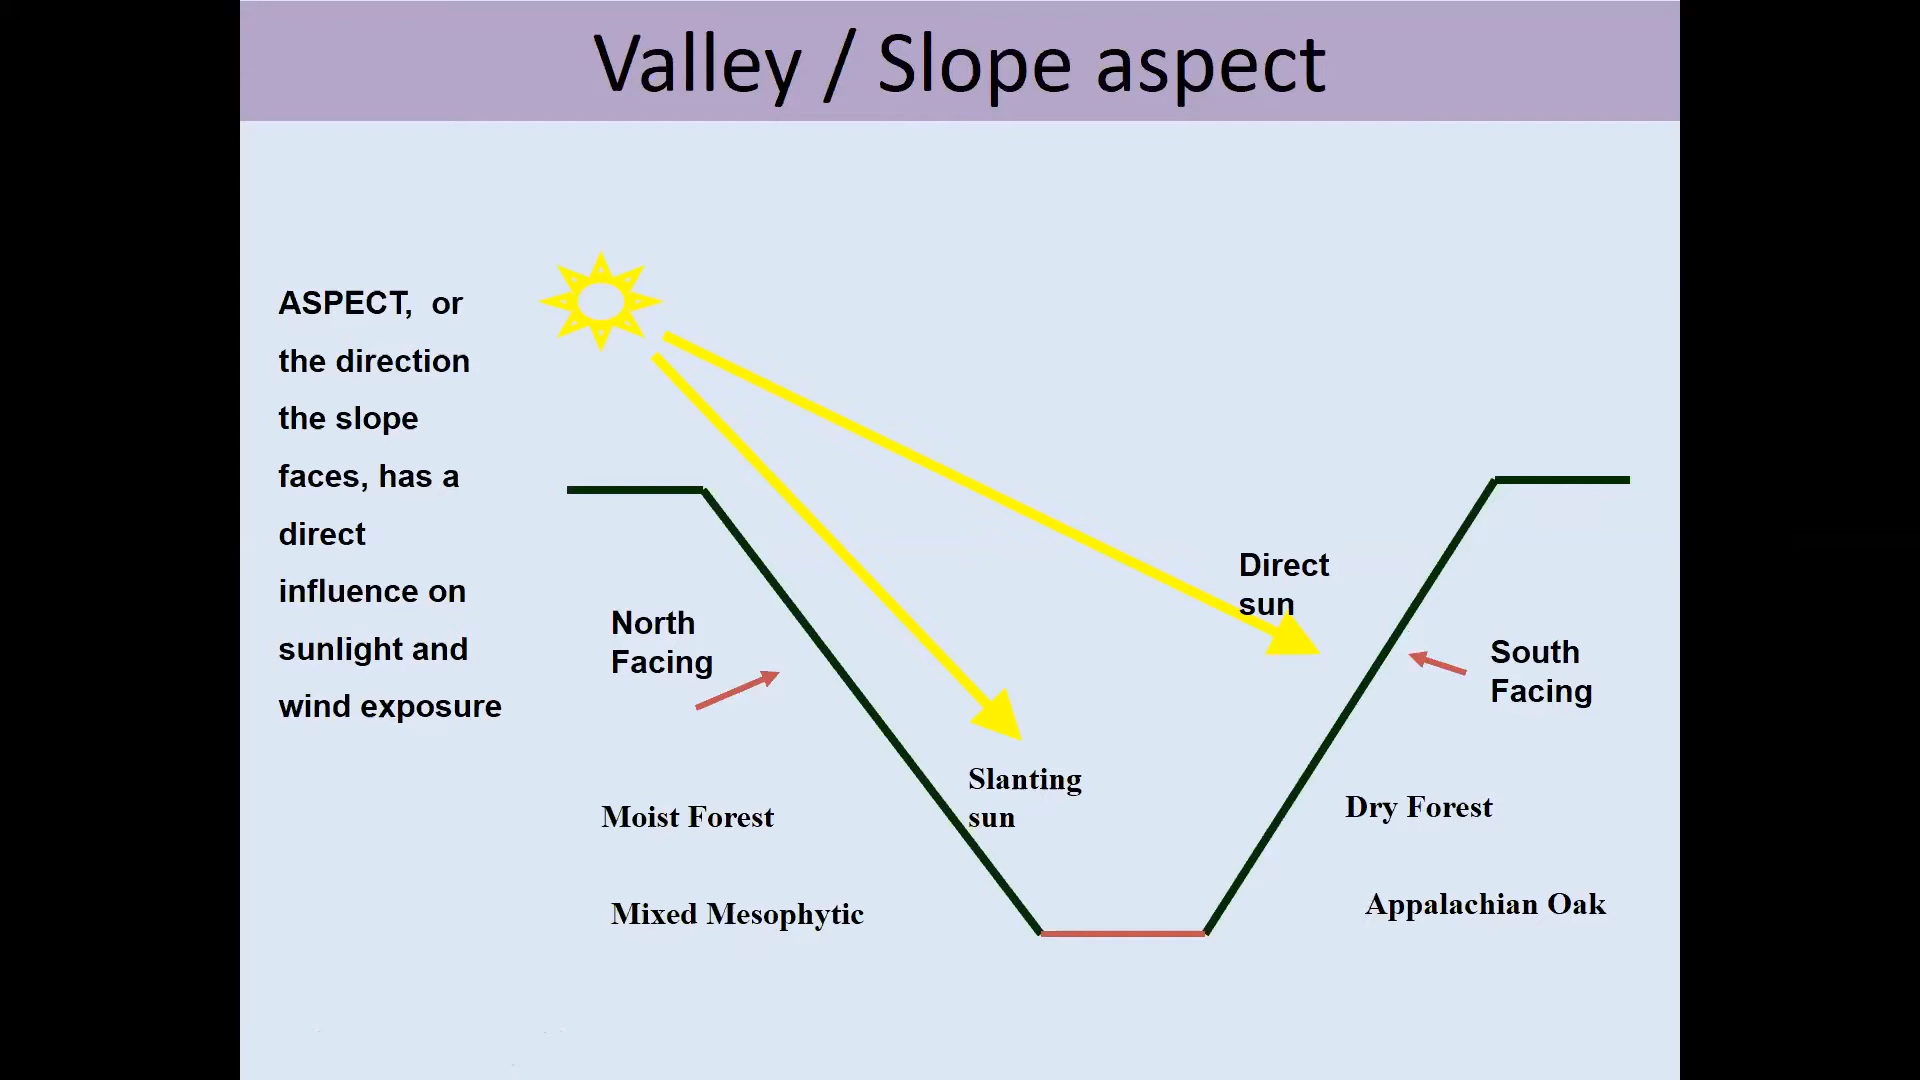 Valley / Slope aspect
ASPECT, or
the direction
the slope
faces, has a
direct
influence on
sunlight and
wind exposure
North
Facing
Moist Forest
Mixed Mesophytic
Slanting
sun
Direct
sun
South
Facing
Dry Forest
Appalachian Oak